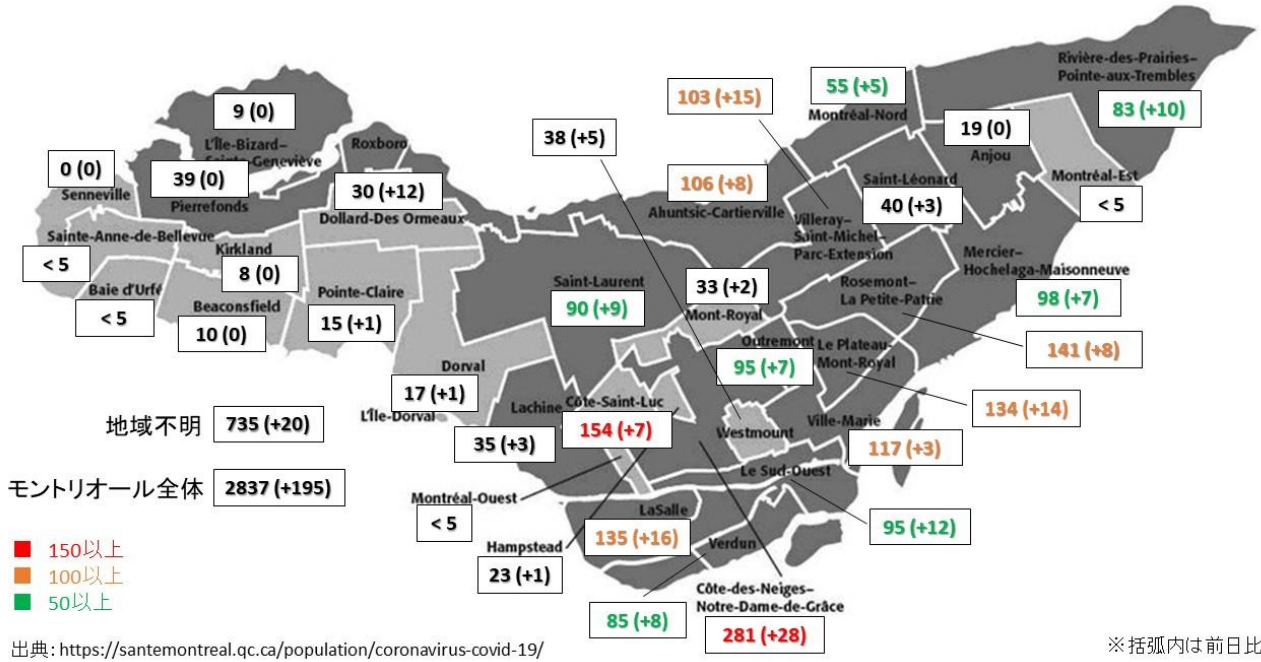 Rivière-des-Prairies–
Pointe-aux-Trembles
83 (+10)
55 (+5)
Montréal-Nord
103 (+15)
9 (0)
L'Île-Bizard–
Sainte-Geneviève
Roxboro
38 (+5)
19 (0)
Anjou
0 (0)
Senneville
39 (0)
Pierrefonds
30 (+12)
Dollard-Des Ormeaux
106 (+8)
Ahuntsic-Cartierville
Saint-Léonard
40 (+3)
Montréal-Est
< 5
Villeray–
Saint-Michel–
Parc-Extension
Sainte-Anne-de-Bellevue
< 5
Kirkland
8 (0)
Baie d'Urfé
< 5
Beaconsfield
10 (0)
Pointe-Claire
15 (+1)
Saint-Laurent
90 (+9)
33 (+2)
Mont-Royal
Rosemont–
La Petite-Patrie
141 (+8)
Mercier–
Hochelaga-Maisonneuve
98 (+7)
Outremont
95 (+7)
Le Plateau-
Mont-Royal
134 (+14)
Dorval
17 (+1)
L'Île-Dorval
Lachine
35 (+3)
Côte-Saint-Luc
154 (+7)
Westmount
Ville-Marie
117 (+3)
Le Sud-Ouest
95 (+12)
地域不明 735 (+20)
モントリオール全体 2837 (+195)
Montréal-Ouest
< 5
Hampstead
23 (+1)
LaSalle
135 (+16)
Verdun
85 (+8)
Côte-des-Neiges–
Notre-Dame-de-Grâce
281 (+28)
150以上
100以上
50以上
出典: https://santemontreal.qc.ca/population/coronavirus-covid-19/
※括弧内は前日比